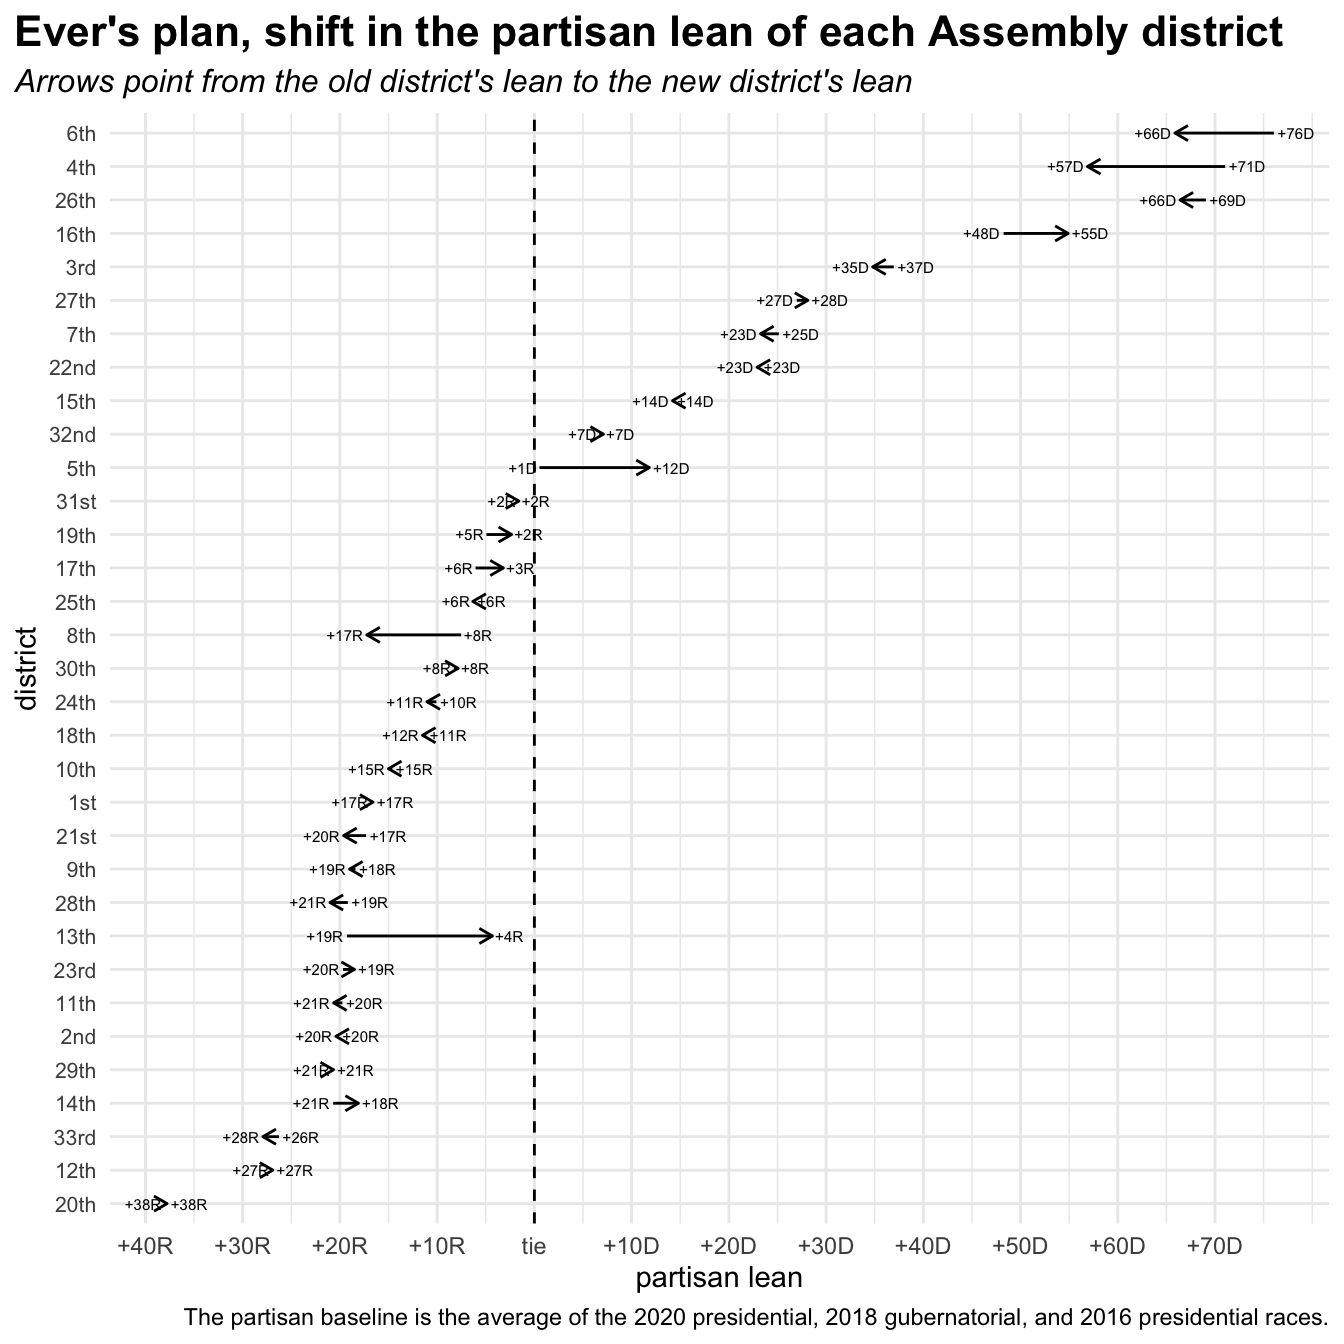 Ever's plan, shift in the partisan lean of each Assembly district
Arrows point from the old district's lean to the new district's lean
6th +66D +76D
4th +57D +71D
26th +66D +69D
16th +48D +55D
3rd +35D +37D
27th +27D +28D
7th +23D +25D
22nd +23D +23D
15th +14D +14D
32nd +7D +7D
5th +1D +12D
31st +2R +2R
19th +5R +2R
17th +6R +3R
25th +6R +6R
8th +17R +8R
30th +8R +8R
24th +11R +10R
18th +12R +11R
10th +15R +15R
1st +17R +17R
21st +20R +17R
9th +19R +18R
28th +21R +19R
13th +19R +4R
23rd +20R +19R
11th +21R +20R
2nd +20R +20R
29th +21R +21R
14th +21R +18R
33rd +28R +26R
12th +27R +27R
20th +38R +38R
district
+40R +30R +20R +10R tie +10D +20D +30D +40D +50D +60D +70D
partisan lean
The partisan baseline is the average of the 2020 presidential, 2018 gubernatorial, and 2016 presidential races.